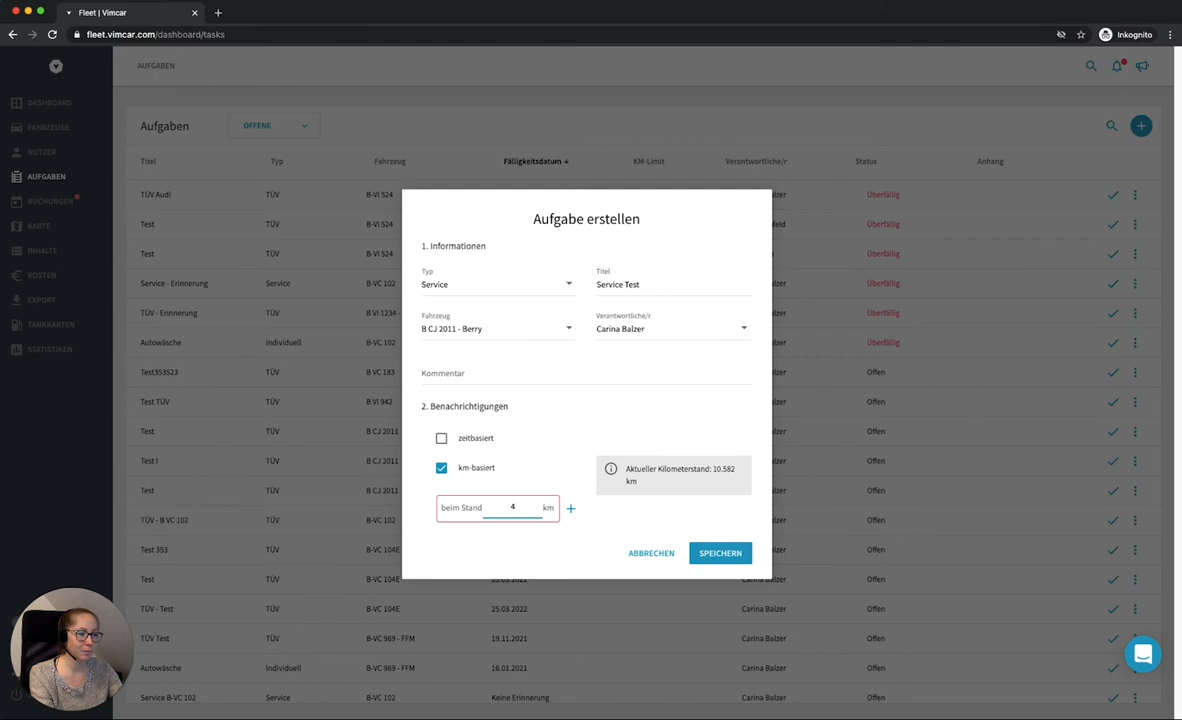 Fleet | Vimcar
fleet.vimcar.com/dashboard/tasks
Inkognito
AUFGABEN
DASHBOARD
FAHRZEUGE
NUTZER
AUFGABEN
BUCHUNGEN
KARTE
INHALTE
KOSTEN
EXPORT
TANKKARTEN
STATISTIKEN
Aufgaben OFFENE
Titel Typ Fahrzeug Fälligkeitsdatum KM-Limit Verantwortliche/r Status Anhang
TÜV Audi TÜV B-VI 524 Überfällig
Test TÜV B-VI 524 Überfällig
Test TÜV B-VI 524 Überfällig
Service - Erinnerung Service B-VC 102 Überfällig
TÜV - Erinnerung TÜV B-VI 1234 - Überfällig
Autowäsche Individuell B-VC 102 Überfällig
Test353523 TÜV B-VC 183 Offen
Test TÜV TÜV B-VI 942 Offen
Test TÜV B CJ 2011 Offen
Test I TÜV B CJ 2011 Offen
Test TÜV B CJ 2011 Offen
TÜV - B VC 102 TÜV B-VC 102 Offen
Test 353 TÜV B-VC 104E Offen
Test TÜV B-VC 104E 25.03.2022 Carina Balzer Offen
TÜV - Test TÜV B-VC 104E 25.03.2022 Carina Balzer Offen
TÜV Test TÜV B-VC 969 - FFM 19.11.2021 Carina Balzer Offen
Autowäsche Individuell B-VC 969 - FFM 16.01.2021 Carina Balzer Offen
Service B-VC 102 Service B-VC 102 Keine Erinnerung Carina Balzer Offen
Aufgabe erstellen
1. Informationen
Typ Titel
Service Service Test
Fahrzeug Verantwortliche/r
B CJ 2011 - Berry Carina Balzer
Kommentar
2. Benachrichtigungen
zeitbasiert
km-basiert
Aktueller Kilometerstand: 10.582
km
beim Stand 4 km
ABBRECHEN SPEICHERN